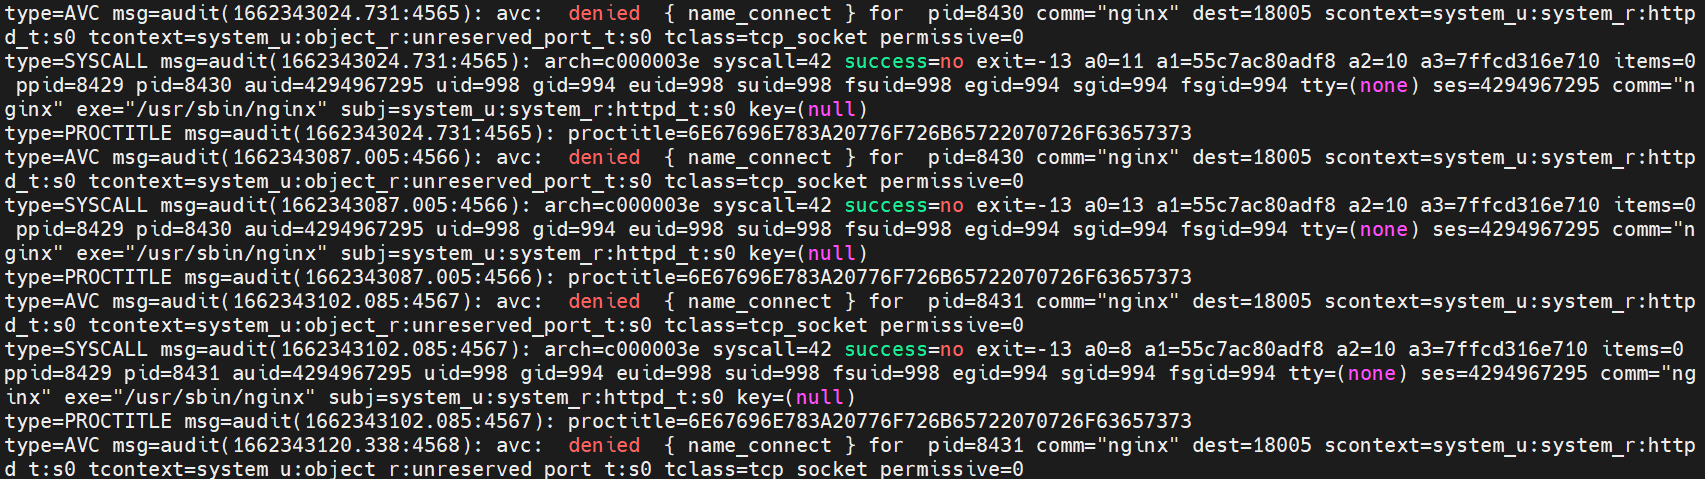 type=AVC msg=audit(1662343024.731:4565): avc:  denied  { name_connect } for  pid=8430 comm="nginx" dest=18005 scontext=system_u:system_r:http
d_t:s0 tcontext=system_u:object_r:unreserved_port_t:s0 tclass=tcp_socket permissive=0
type=SYSCALL msg=audit(1662343024.731:4565): arch=c000003e syscall=42 success=no exit=-13 a0=11 a1=55c7ac80adf8 a2=10 a3=7ffcd316e710 items=0
 ppid=8429 pid=8430 auid=4294967295 uid=998 gid=994 euid=998 suid=998 fsuid=998 egid=994 sgid=994 fsgid=994 tty=(none) ses=4294967295 comm="n
ginx" exe="/usr/sbin/nginx" subj=system_u:system_r:httpd_t:s0 key=(null)
type=PROCTITLE msg=audit(1662343024.731:4565): proctitle=6E67696E783A20776F726B65722070726F63657373
type=AVC msg=audit(1662343087.005:4566): avc:  denied  { name_connect } for  pid=8430 comm="nginx" dest=18005 scontext=system_u:system_r:http
d_t:s0 tcontext=system_u:object_r:unreserved_port_t:s0 tclass=tcp_socket permissive=0
type=SYSCALL msg=audit(1662343087.005:4566): arch=c000003e syscall=42 success=no exit=-13 a0=13 a1=55c7ac80adf8 a2=10 a3=7ffcd316e710 items=0
 ppid=8429 pid=8430 auid=4294967295 uid=998 gid=994 euid=998 suid=998 fsuid=998 egid=994 sgid=994 fsgid=994 tty=(none) ses=4294967295 comm="n
ginx" exe="/usr/sbin/nginx" subj=system_u:system_r:httpd_t:s0 key=(null)
type=PROCTITLE msg=audit(1662343087.005:4566): proctitle=6E67696E783A20776F726B65722070726F63657373
type=AVC msg=audit(1662343102.085:4567): avc:  denied  { name_connect } for  pid=8431 comm="nginx" dest=18005 scontext=system_u:system_r:http
d_t:s0 tcontext=system_u:object_r:unreserved_port_t:s0 tclass=tcp_socket permissive=0
type=SYSCALL msg=audit(1662343102.085:4567): arch=c000003e syscall=42 success=no exit=-13 a0=8 a1=55c7ac80adf8 a2=10 a3=7ffcd316e710 items=0
ppid=8429 pid=8431 auid=4294967295 uid=998 gid=994 euid=998 suid=998 fsuid=998 egid=994 sgid=994 fsgid=994 tty=(none) ses=4294967295 comm="ng
inx" exe="/usr/sbin/nginx" subj=system_u:system_r:httpd_t:s0 key=(null)
type=PROCTITLE msg=audit(1662343102.085:4567): proctitle=6E67696E783A20776F726B65722070726F63657373
type=AVC msg=audit(1662343120.338:4568): avc:  denied  { name_connect } for  pid=8431 comm="nginx" dest=18005 scontext=system_u:system_r:http
d_t:s0 tcontext=system_u:object_r:unreserved_port_t:s0 tclass=tcp_socket permissive=0